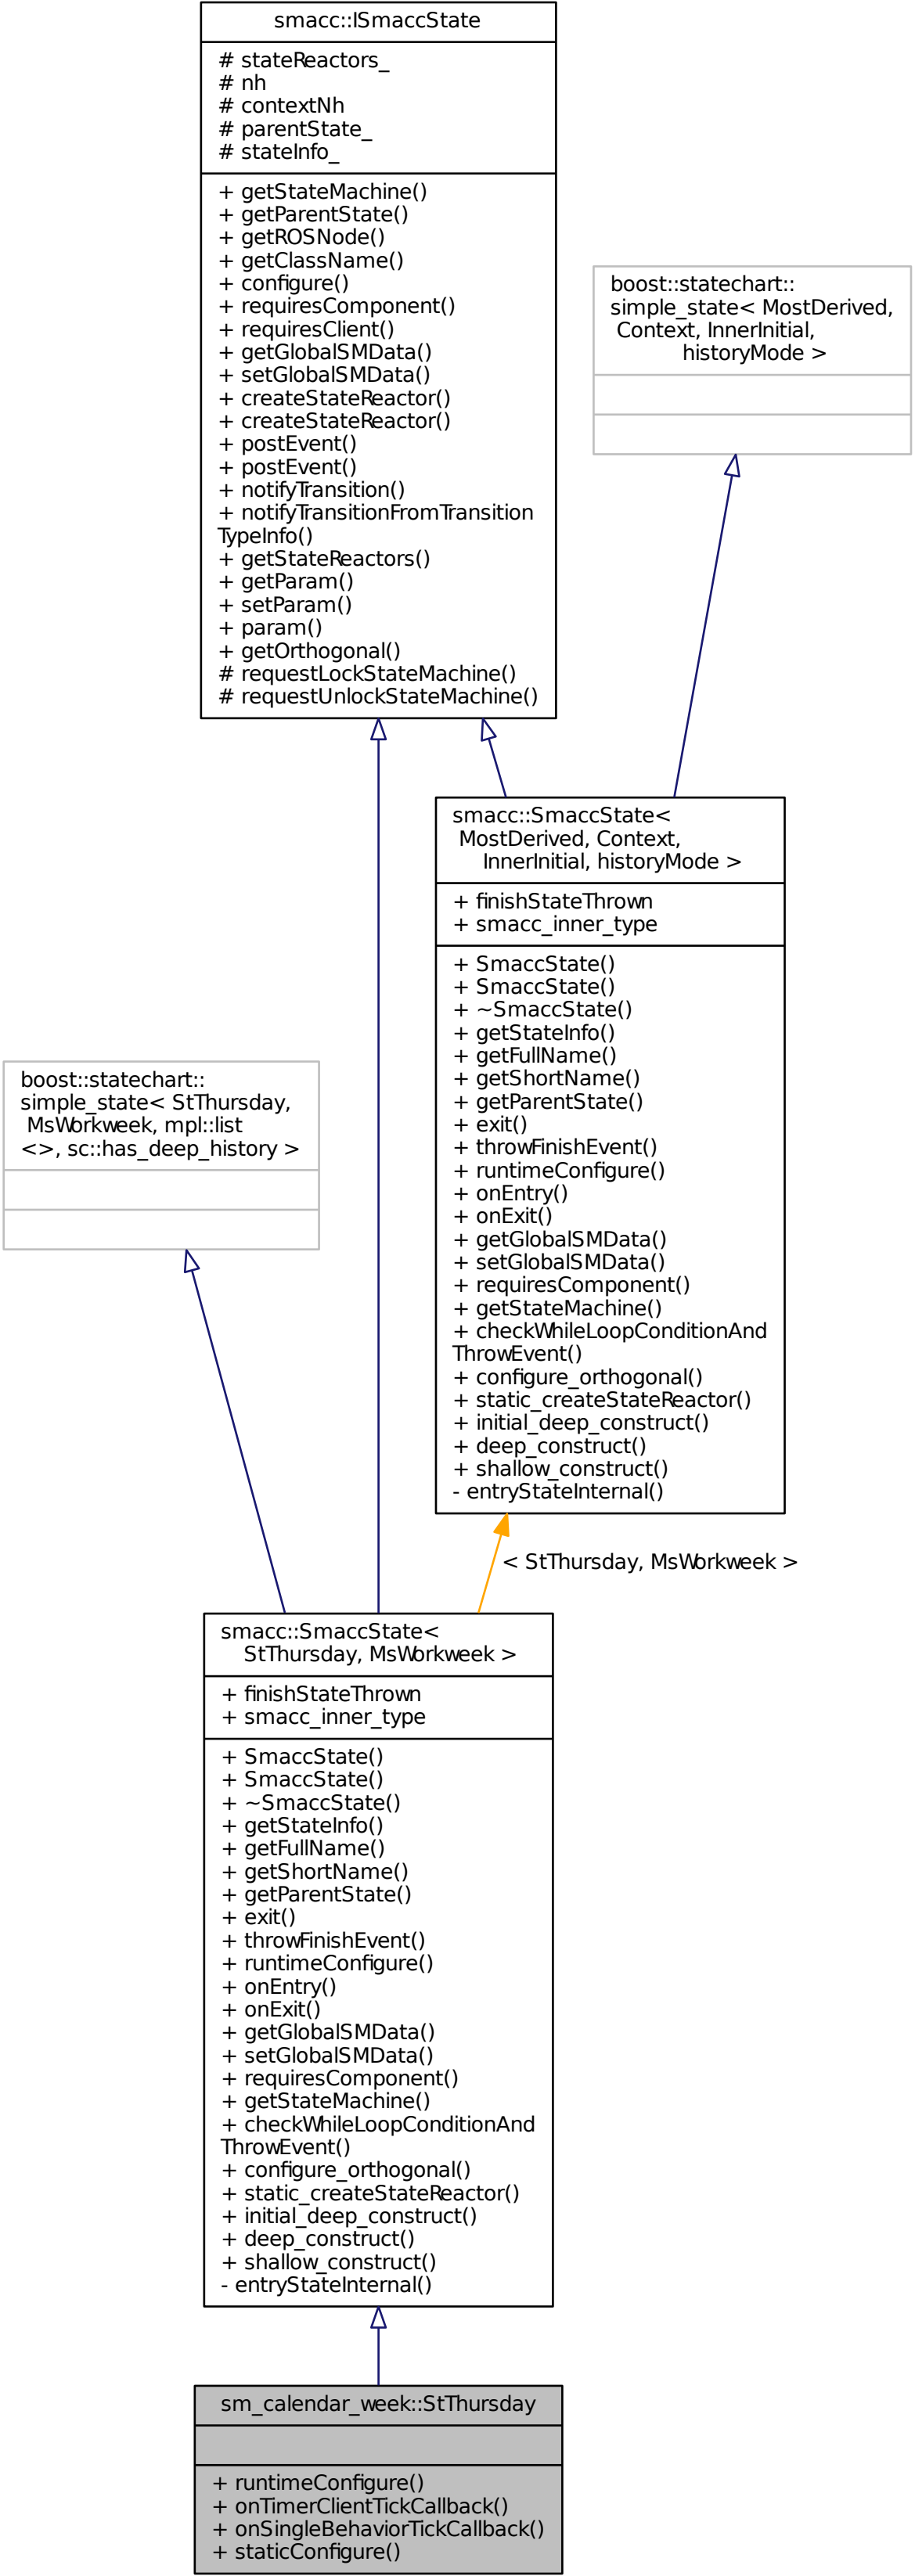 smacc::ISmaccState
# stateReactors_
# nh
# contextNh
# parentState_
# stateInfo_
+ getStateMachine()
+ getParentState()
+ getROSNode()
+ getClassName()
+ configure()
+ requiresComponent()
+ requiresClient()
+ getGlobalSMData()
+ setGlobalSMData()
+ createStateReactor()
+ createStateReactor()
+ postEvent()
+ postEvent()
+ notifyTransition()
+ notifyTransitionFromTransition
TypeInfo()
+ getStateReactors()
+ getParam()
+ setParam()
+ param()
+ getOrthogonal()
# requestLockStateMachine()
# requestUnlockStateMachine()
boost::statechart::
simple_state< MostDerived,
Context, InnerInitial,
historyMode >
smacc::SmaccState<
MostDerived, Context,
InnerInitial, historyMode >
+ finishStateThrown
+ smacc_inner_type
+ SmaccState()
+ SmaccState()
+ ~SmaccState()
+ getStateInfo()
+ getFullName()
+ getShortName()
+ getParentState()
+ exit()
+ throwFinishEvent()
+ runtimeConfigure()
+ onEntry()
+ onExit()
+ getGlobalSMData()
+ setGlobalSMData()
+ requiresComponent()
+ getStateMachine()
+ checkWhileLoopConditionAnd
ThrowEvent()
+ configure_orthogonal()
+ static_createStateReactor()
+ initial_deep_construct()
+ deep_construct()
+ shallow_construct()
- entryStateInternal()
boost::statechart::
simple_state< StThursday,
MsWorkweek, mpl::list
<>, sc::has_deep_history >
< StThursday, MsWorkweek >
smacc::SmaccState<
StThursday, MsWorkweek >
+ finishStateThrown
+ smacc_inner_type
+ SmaccState()
+ SmaccState()
+ ~SmaccState()
+ getStateInfo()
+ getFullName()
+ getShortName()
+ getParentState()
+ exit()
+ throwFinishEvent()
+ runtimeConfigure()
+ onEntry()
+ onExit()
+ getGlobalSMData()
+ setGlobalSMData()
+ requiresComponent()
+ getStateMachine()
+ checkWhileLoopConditionAnd
ThrowEvent()
+ configure_orthogonal()
+ static_createStateReactor()
+ initial_deep_construct()
+ deep_construct()
+ shallow_construct()
- entryStateInternal()
sm_calendar_week::StThursday
+ runtimeConfigure()
+ onTimerClientTickCallback()
+ onSingleBehaviorTickCallback()
+ staticConfigure()